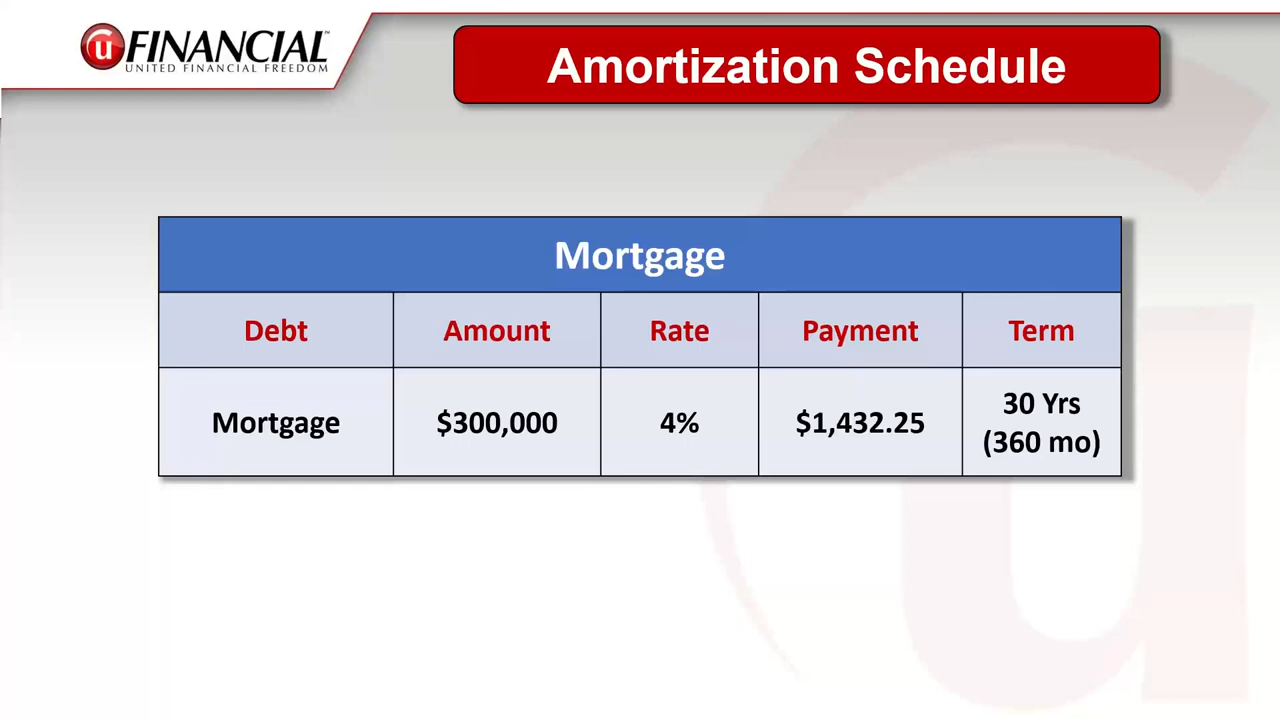 u FINANCIAL™
UNITED FINANCIAL FREEDOM
Amortization Schedule
Mortgage
Debt Amount Rate Payment Term
Mortgage $300,000 4% $1,432.25 30 Yrs
(360 mo)